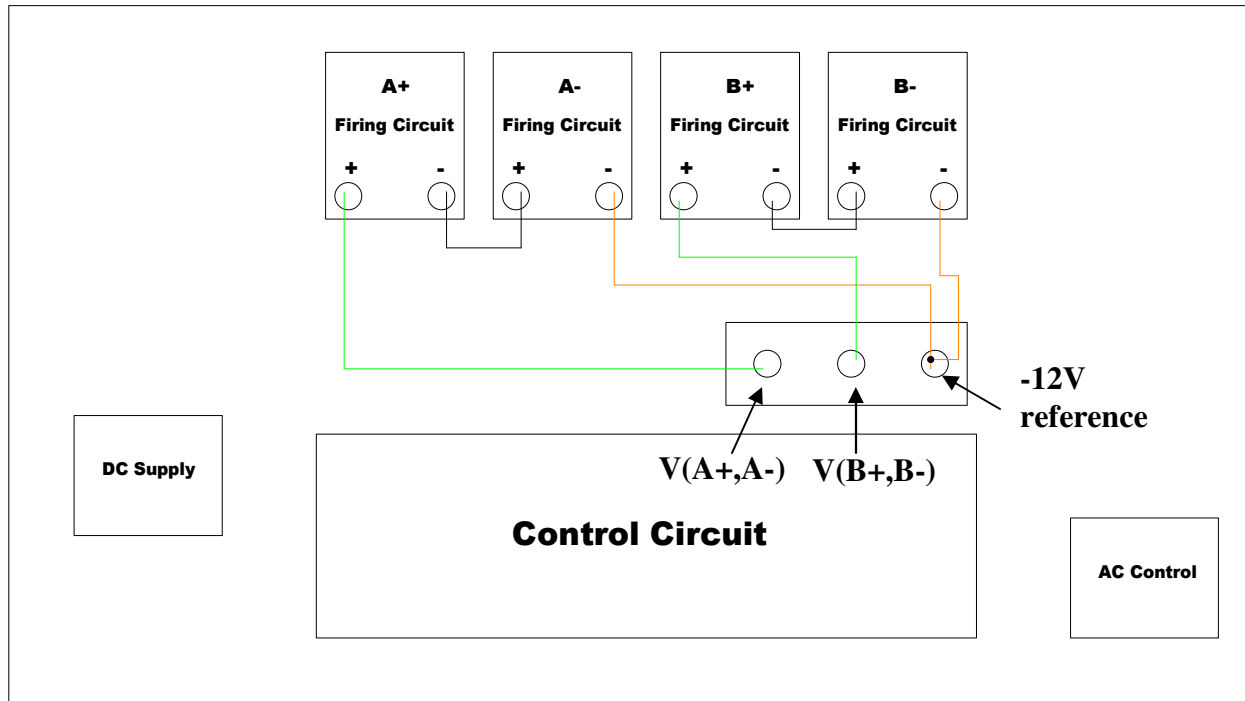 A+
Firing Circuit
+ -
A-
Firing Circuit
+ -
B+
Firing Circuit
+ -
B-
Firing Circuit
+ -
-12V
reference
V(A+,A-)
V(B+,B-)
DC Supply
Control Circuit
AC Control